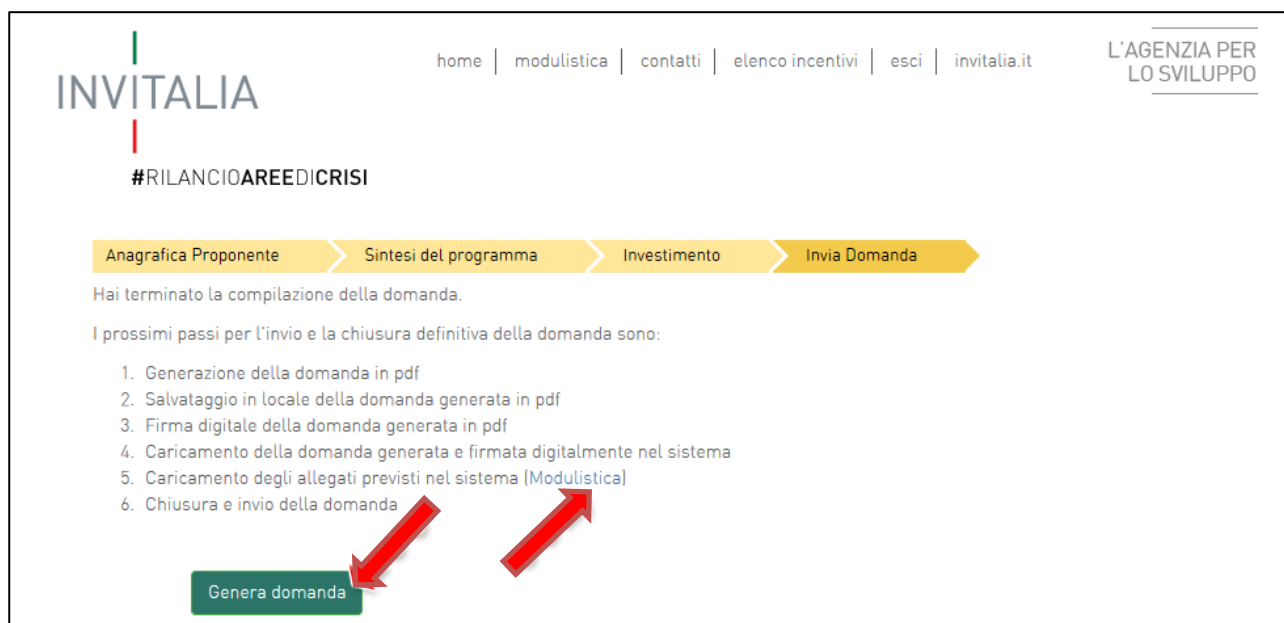 INVITALIA
home | modulistica | contatti | elenco incentivi | esci | invitalia.it
L'AGENZIA PER
LO SVILUPPO
#RILANCIOAREEDICRISI
Anagrafica Proponente
Sintesi del programma
Investimento
Invia Domanda
Hai terminato la compilazione della domanda.
I prossimi passi per l'invio e la chiusura definitiva della domanda sono:
1. Generazione della domanda in pdf
2. Salvataggio in locale della domanda generata in pdf
3. Firma digitale della domanda generata in pdf
4. Caricamento della domanda generata e firmata digitalmente nel sistema
5. Caricamento degli allegati previsti nel sistema (Modulistica)
6. Chiusura e invio della domanda
Genera domanda